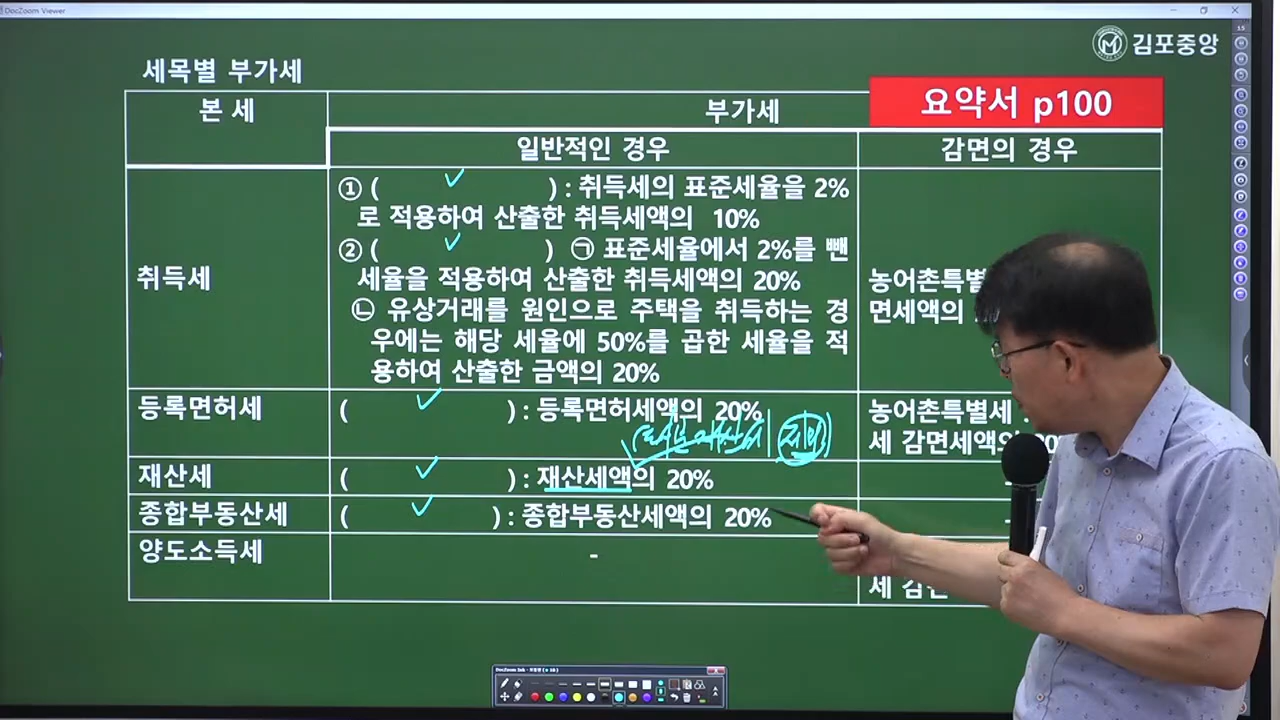 DocZoom Viewer
김포중앙
세목별 부가세
요약서 p100
본 세
부가세
일반적인 경우
감면의 경우
취득세
① ( ) : 취득세의 표준세율을 2%
로 적용하여 산출한 취득세액의 10%
② ( ) ㉠ 표준세율에서 2%를 뺀
세율을 적용하여 산출한 취득세액의 20%
㉡ 유상거래를 원인으로 주택을 취득하는 경
우에는 해당 세율에 50%를 곱한 세율을 적
용하여 산출한 금액의 20%
농어촌특별
면세액의
등록면허세
( ) : 등록면허세액의 20%
농어촌특별세
세 감면세액의
재산세
( ) : 재산세액의 20%
-
종합부동산세
( ) : 종합부동산세액의 20%
-
양도소득세
-
세 감면